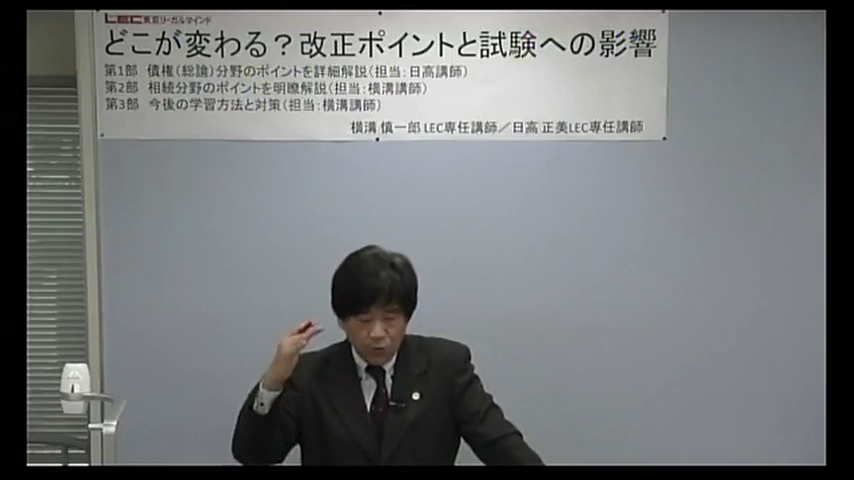 LEC東京リーガルマインド
どこが変わる？改正ポイントと試験への影響
第1部 債権(総論)分野のポイントを詳細解説(担当：日高講師)
第2部 相続分野のポイントを明瞭解説(担当：横溝講師)
第3部 今後の学習方法と対策(担当：横溝講師)
横溝 慎一郎 LEC専任講師／日高 正美LEC専任講師